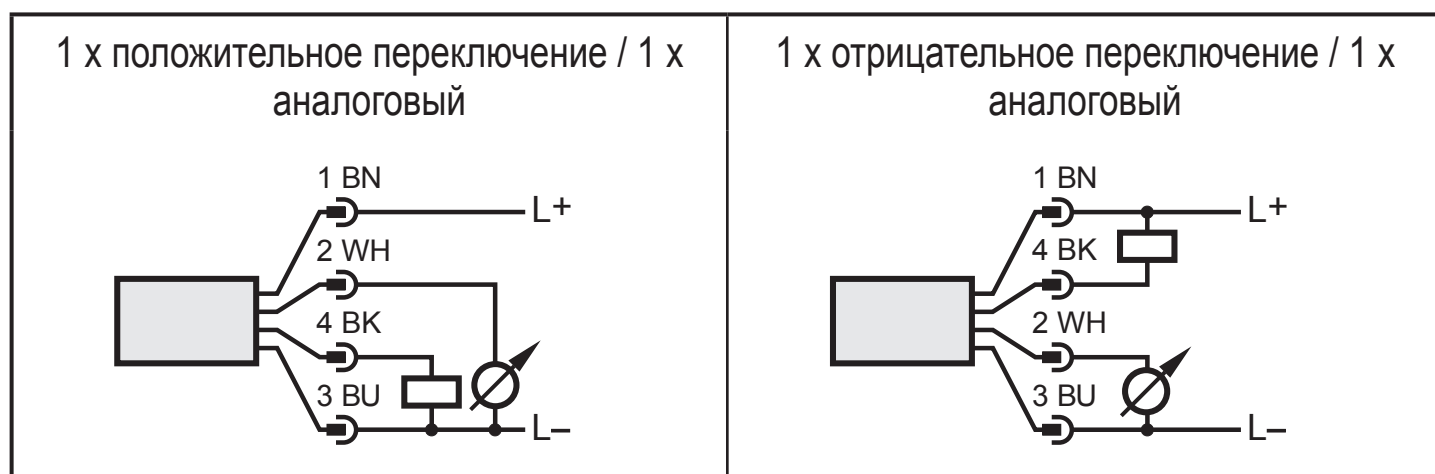 1 x положительное переключение / 1 x
аналоговый
1 BN
L+
2 WH
4 BK
3 BU
L–
1 x отрицательное переключение / 1 x
аналоговый
1 BN
L+
4 BK
2 WH
3 BU
L–